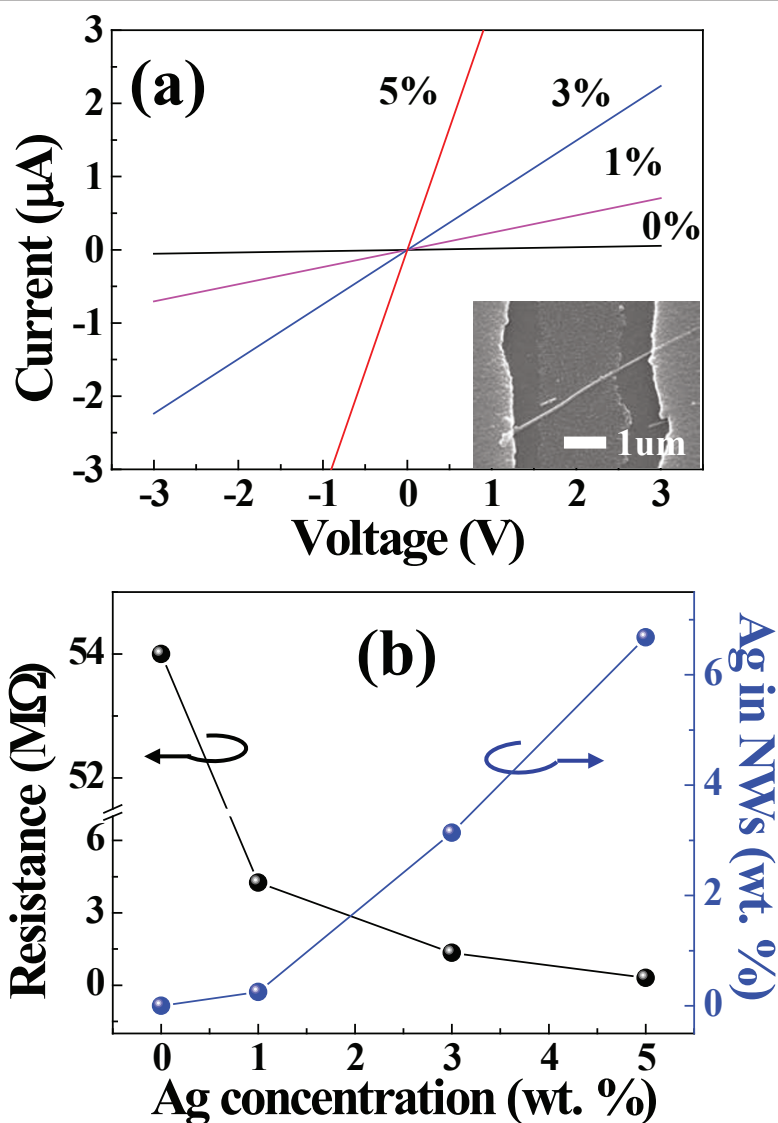 (a)
5%
3%
1%
0%
3
2
1
0
-1
-2
-3
Current (μA)
1um
-3 -2 -1 0 1 2 3
Voltage (V)
(b)
54
52
6
3
0
Resistance (MΩ)
6
4
2
0
Ag in NWs (wt. %)
0 1 2 3 4 5
Ag concentration (wt. %)